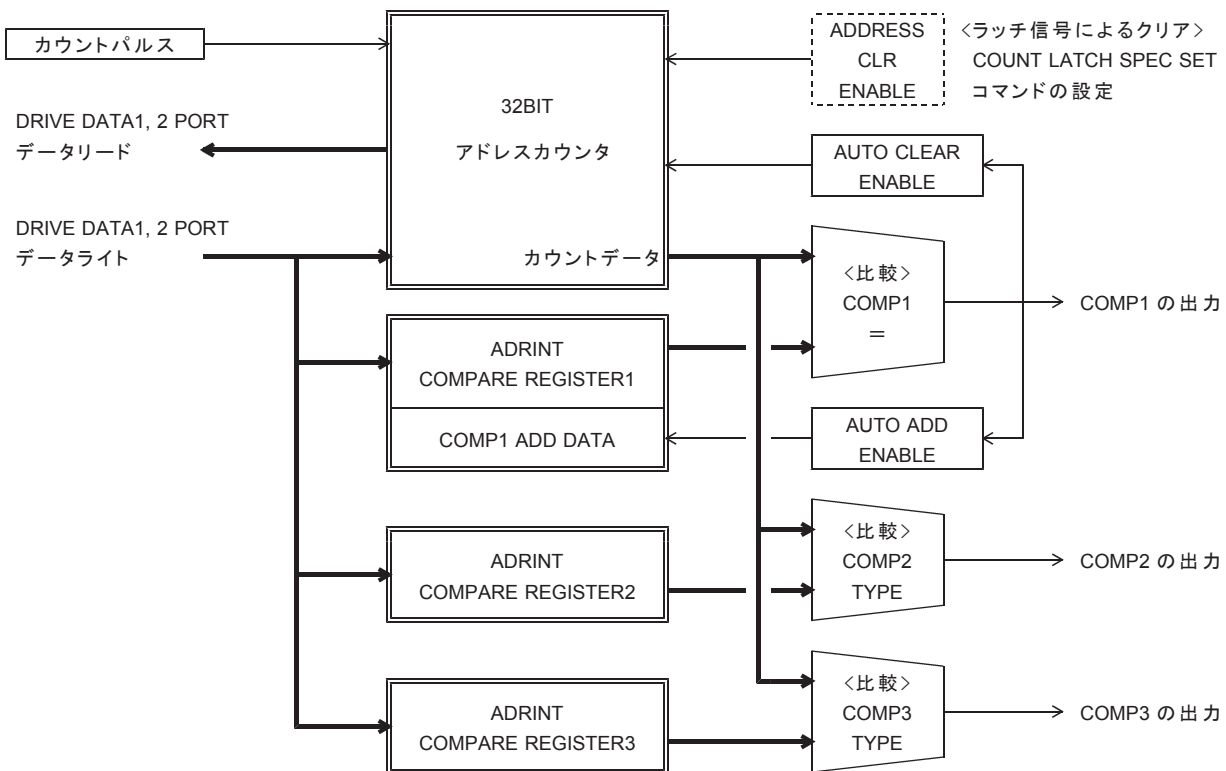 カウントパルス
DRIVE DATA1, 2 PORT
データリード
DRIVE DATA1, 2 PORT
データライト
32BIT
アドレスカウンタ
カウントデータ
ADDRESS
CLR
ENABLE
<ラッチ信号によるクリア>
COUNT LATCH SPEC SET
コマンドの設定
AUTO CLEAR
ENABLE
<比較>
COMP1
=
COMP1 の出力
ADRINT
COMPARE REGISTER1
COMP1 ADD DATA
AUTO ADD
ENABLE
ADRINT
COMPARE REGISTER2
<比較>
COMP2
TYPE
COMP2 の出力
ADRINT
COMPARE REGISTER3
<比較>
COMP3
TYPE
COMP3 の出力